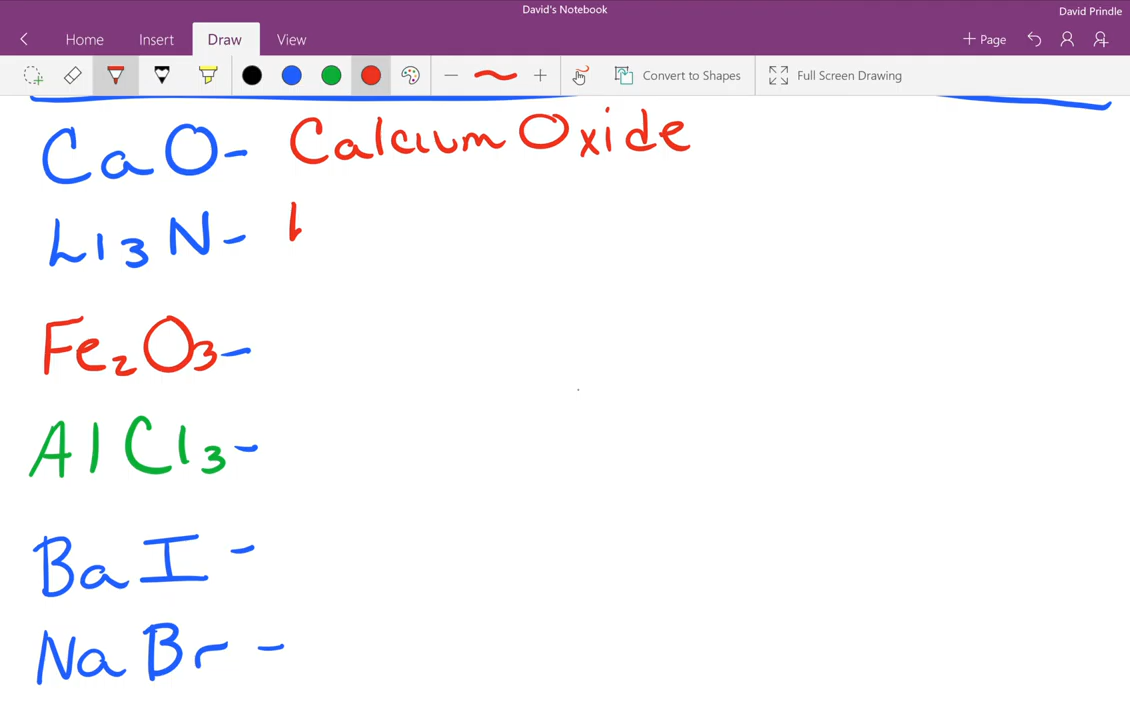 David's Notebook
David Prindle
Home Insert Draw View + Page
Convert to Shapes Full Screen Drawing
CaO- Calcium Oxide
Li3N- L
Fe2O3-
AlCl3-
BaI -
NaBr -